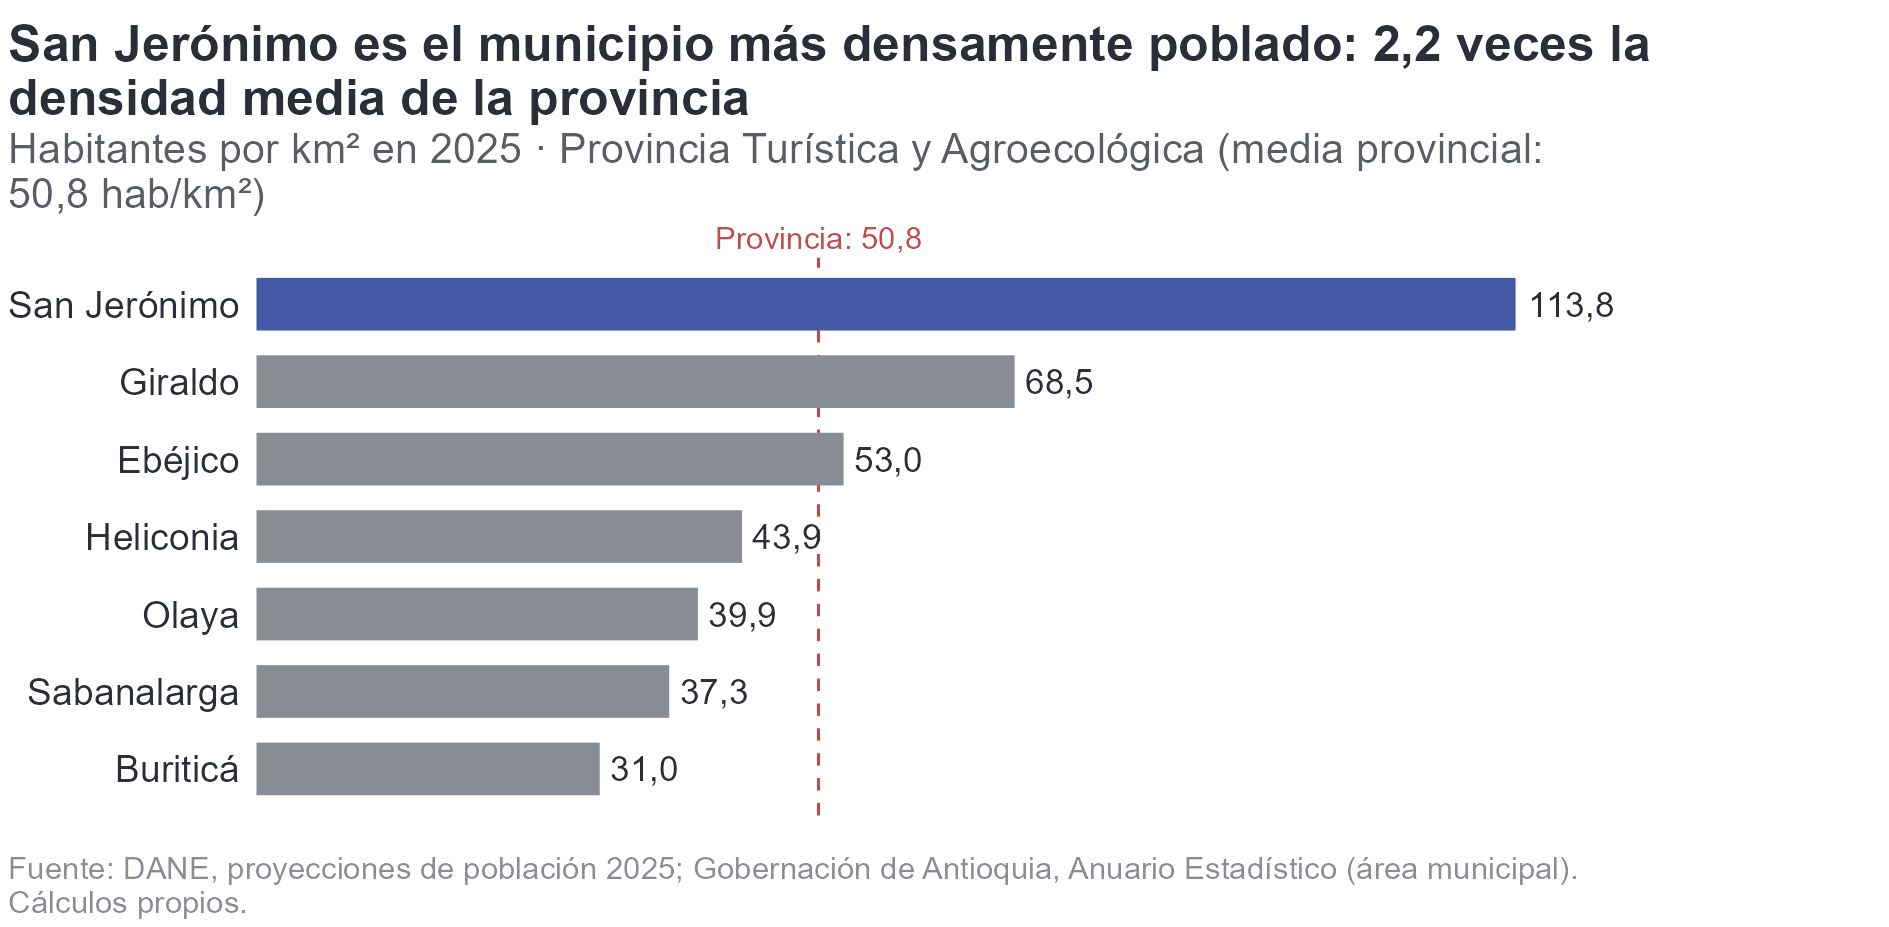 San Jerónimo es el municipio más densamente poblado: 2,2 veces la
densidad media de la provincia
Habitantes por km² en 2025 · Provincia Turística y Agroecológica (media provincial:
50,8 hab/km²)
Provincia: 50,8
San Jerónimo 113,8
Giraldo 68,5
Ebéjico 53,0
Heliconia 43,9
Olaya 39,9
Sabanalarga 37,3
Buriticá 31,0
Fuente: DANE, proyecciones de población 2025; Gobernación de Antioquia, Anuario Estadístico (área municipal).
Cálculos propios.